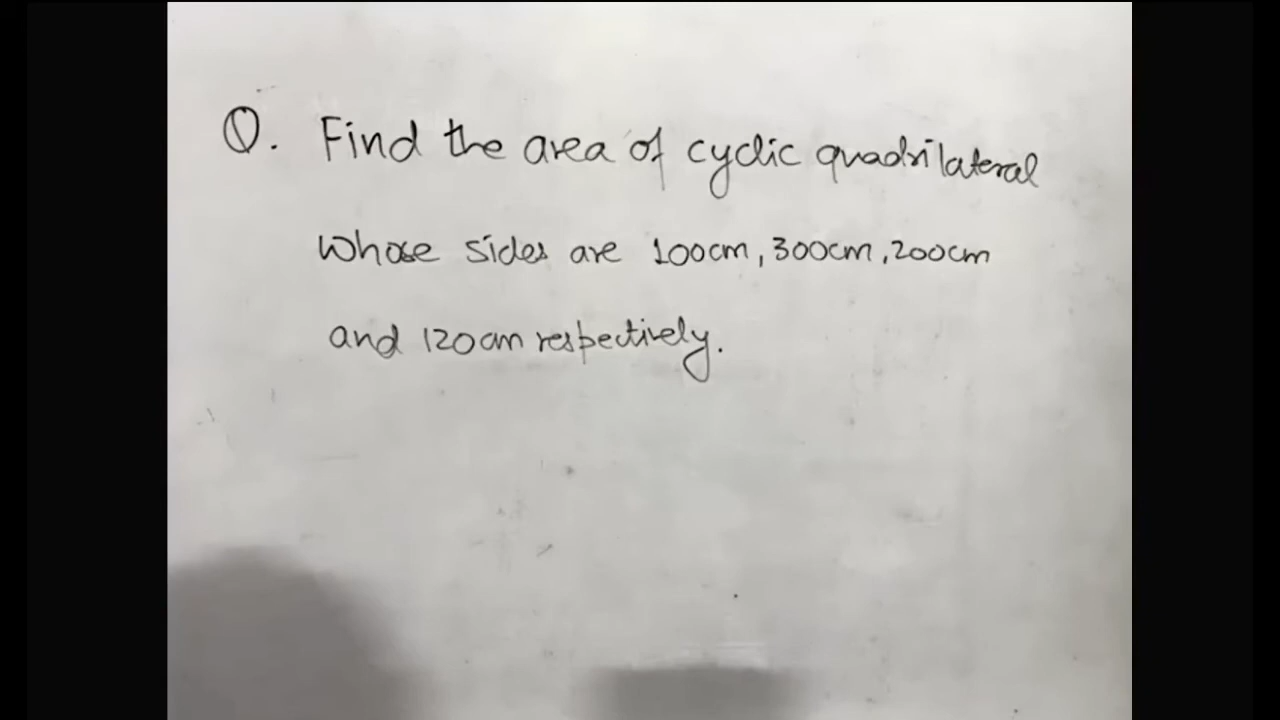 Q. Find the area of cyclic quadrilateral
whose sides are 100cm, 300cm, 200cm
and 120cm respectively.